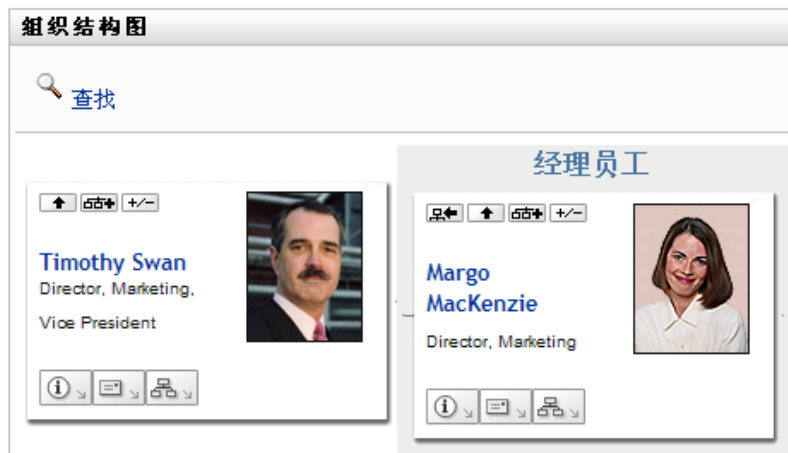 组织结构图
查找
经理员工
Timothy Swan
Director, Marketing,
Vice President
Margo
MacKenzie
Director, Marketing